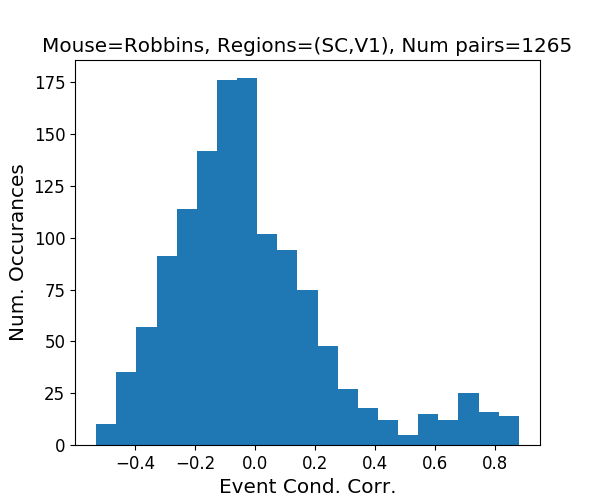 Mouse=Robbins, Regions=(SC,V1), Num pairs=1265
175
150
125
100
75
50
25
0
Num. Occurances
−0.4 −0.2 0.0 0.2 0.4 0.6 0.8
Event Cond. Corr.